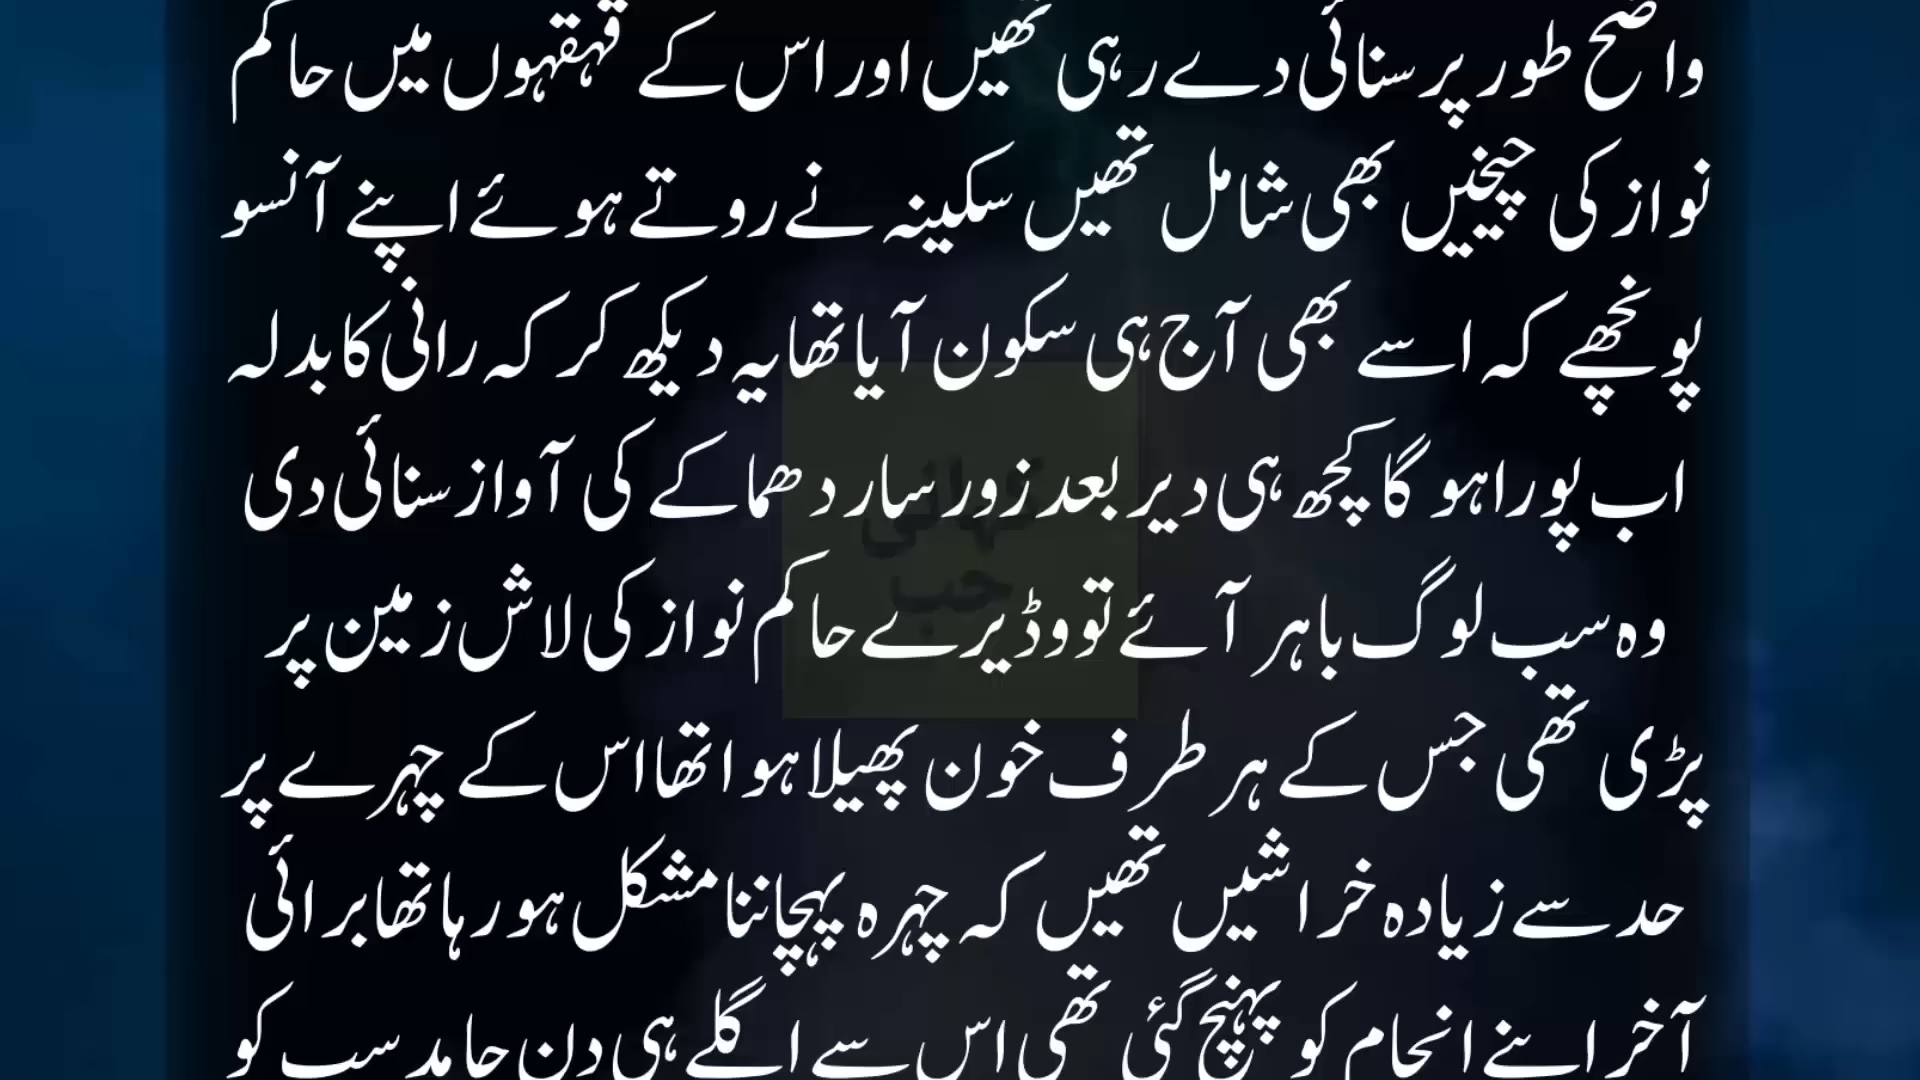 واضح طور پر سنائی دے رہی تھیں اور اس کے قہقہوں میں حاکم
نواز کی چیخیں بھی شامل تھیں سکینہ نے روتے ہوئے اپنے آنسو
پونچھے کہ اسے بھی آج ہی سکون آیا تھا یہ دیکھ کر کہ رانی کا بدلہ
اب پورا ہو گا کچھ ہی دیر بعد زور سار دھماکے کی آواز سنائی دی
وہ سب لوگ باہر آئے تو وڈیرے حاکم نواز کی لاش زمین پر
پڑی تھی جس کے ہر طرف خون پھیلا ہوا تھا اس کے چہرے پر
حد سے زیادہ خراشیں تھیں کہ چہرہ پہچاننا مشکل ہو رہا تھا برائی
آخر اپنے انجام کو پہنچ گئی تھی اس سے اگلے ہی دن حامد سب کو
کہانی
حب